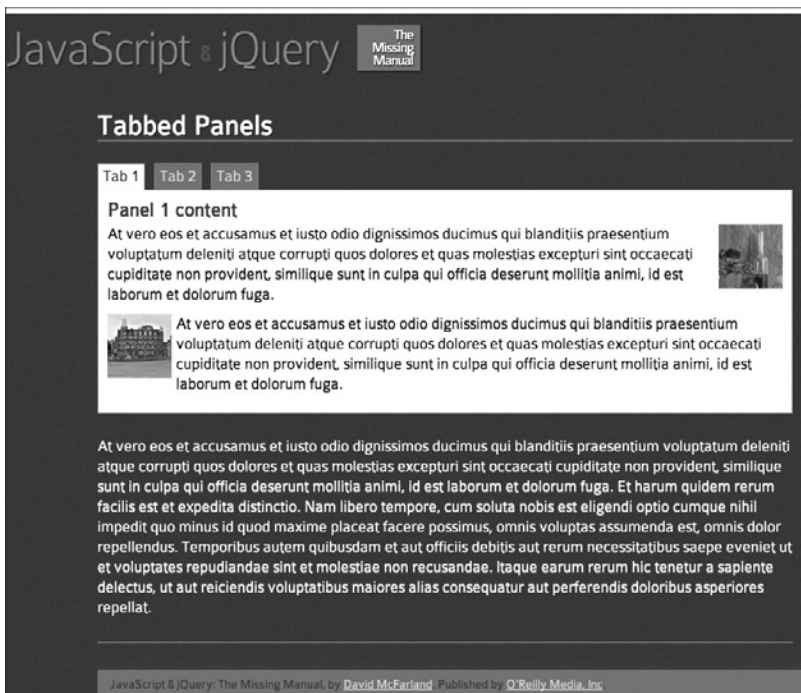 JavaScript & jQuery
The
Missing
Manual
Tabbed Panels
Tab 1 Tab 2 Tab 3
Panel 1 content
At vero eos et accusamus et iusto odio dignissimos ducimus qui blanditiis praesentium
voluptatum deleniti atque corrupti quos dolores et quas molestias excepturi sint occaecati
cupiditate non provident, similique sunt in culpa qui officia deserunt mollitia animi, id est
laborum et dolorum fuga.
At vero eos et accusamus et iusto odio dignissimos ducimus qui blanditiis praesentium
voluptatum deleniti atque corrupti quos dolores et quas molestias excepturi sint occaecati
cupiditate non provident, similique sunt in culpa qui officia deserunt mollitia animi, id est
laborum et dolorum fuga.
At vero eos et accusamus et iusto odio dignissimos ducimus qui blanditiis praesentium voluptatum deleniti
atque corrupti quos dolores et quas molestias excepturi sint occaecati cupiditate non provident, similique
sunt in culpa qui officia deserunt mollitia animi, id est laborum et dolorum fuga. Et harum quidem rerum
facilis est et expedita distinctio. Nam libero tempore, cum soluta nobis est eligendi optio cumque nihil
impedit quo minus id quod maxime placeat facere possimus, omnis voluptas assumenda est, omnis dolor
repellendus. Temporibus autem quibusdam et aut officiis debitis aut rerum necessitatibus saepe eveniet ut
et voluptates repudiandae sint et molestiae non recusandae. Itaque earum rerum hic tenetur a sapiente
delectus, ut aut reiciendis voluptatibus maiores alias consequatur aut perferendis doloribus asperiores
repellat.
JavaScript & jQuery: The Missing Manual, by David McFarland. Published by O'Reilly Media, Inc.